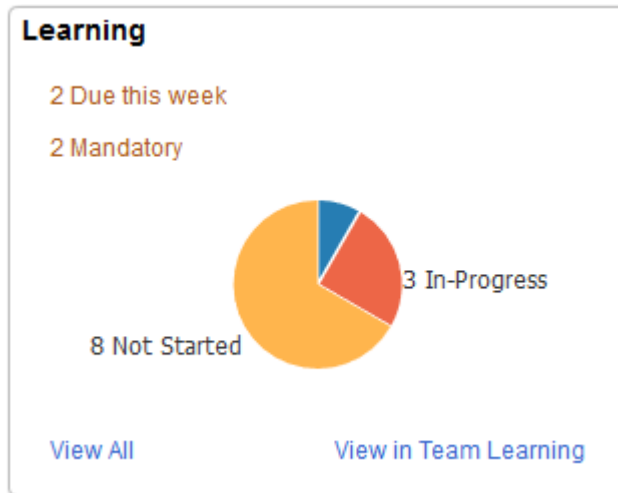 Learning
2 Due this week
2 Mandatory
3 In-Progress
8 Not Started
View All
View in Team Learning